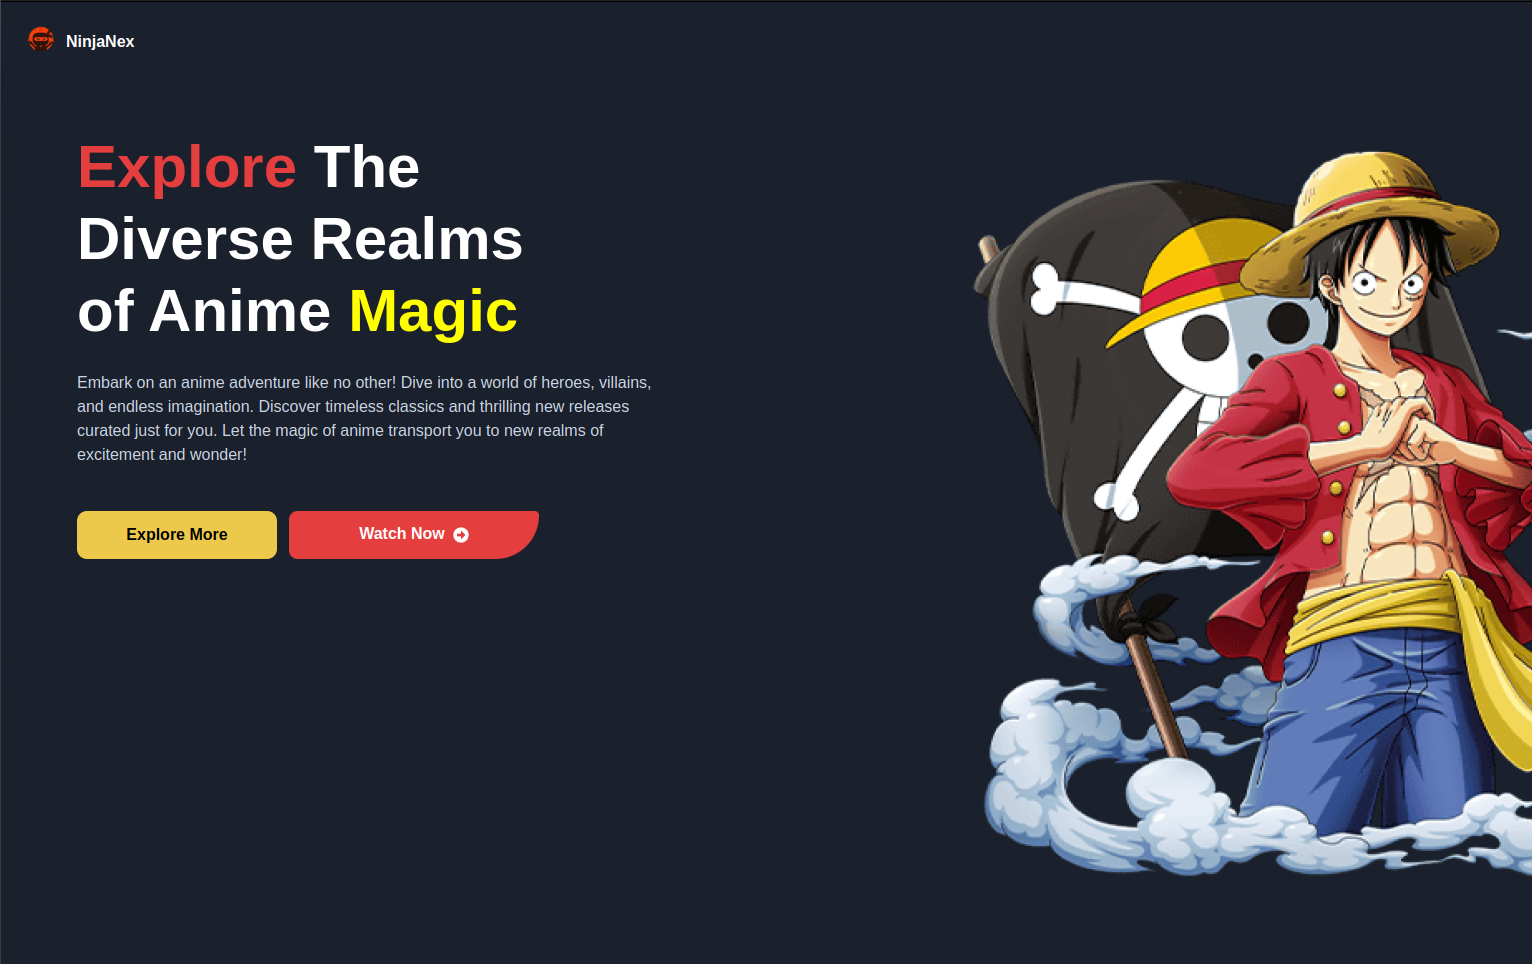 NinjaNex
Explore The
Diverse Realms
of Anime Magic
Embark on an anime adventure like no other! Dive into a world of heroes, villains,
and endless imagination. Discover timeless classics and thrilling new releases
curated just for you. Let the magic of anime transport you to new realms of
excitement and wonder!
Explore More
Watch Now